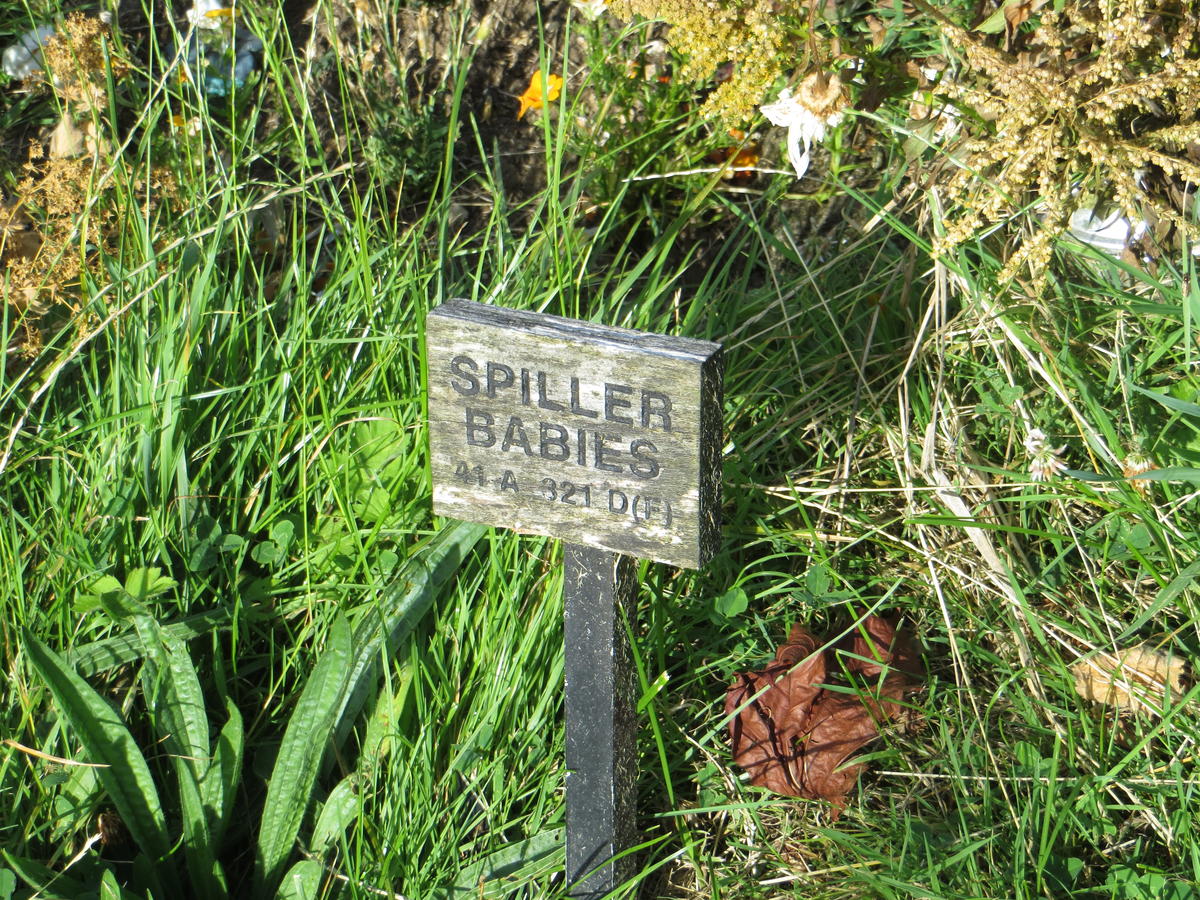 SPILLER
BABIES
41 A 321 D(F)